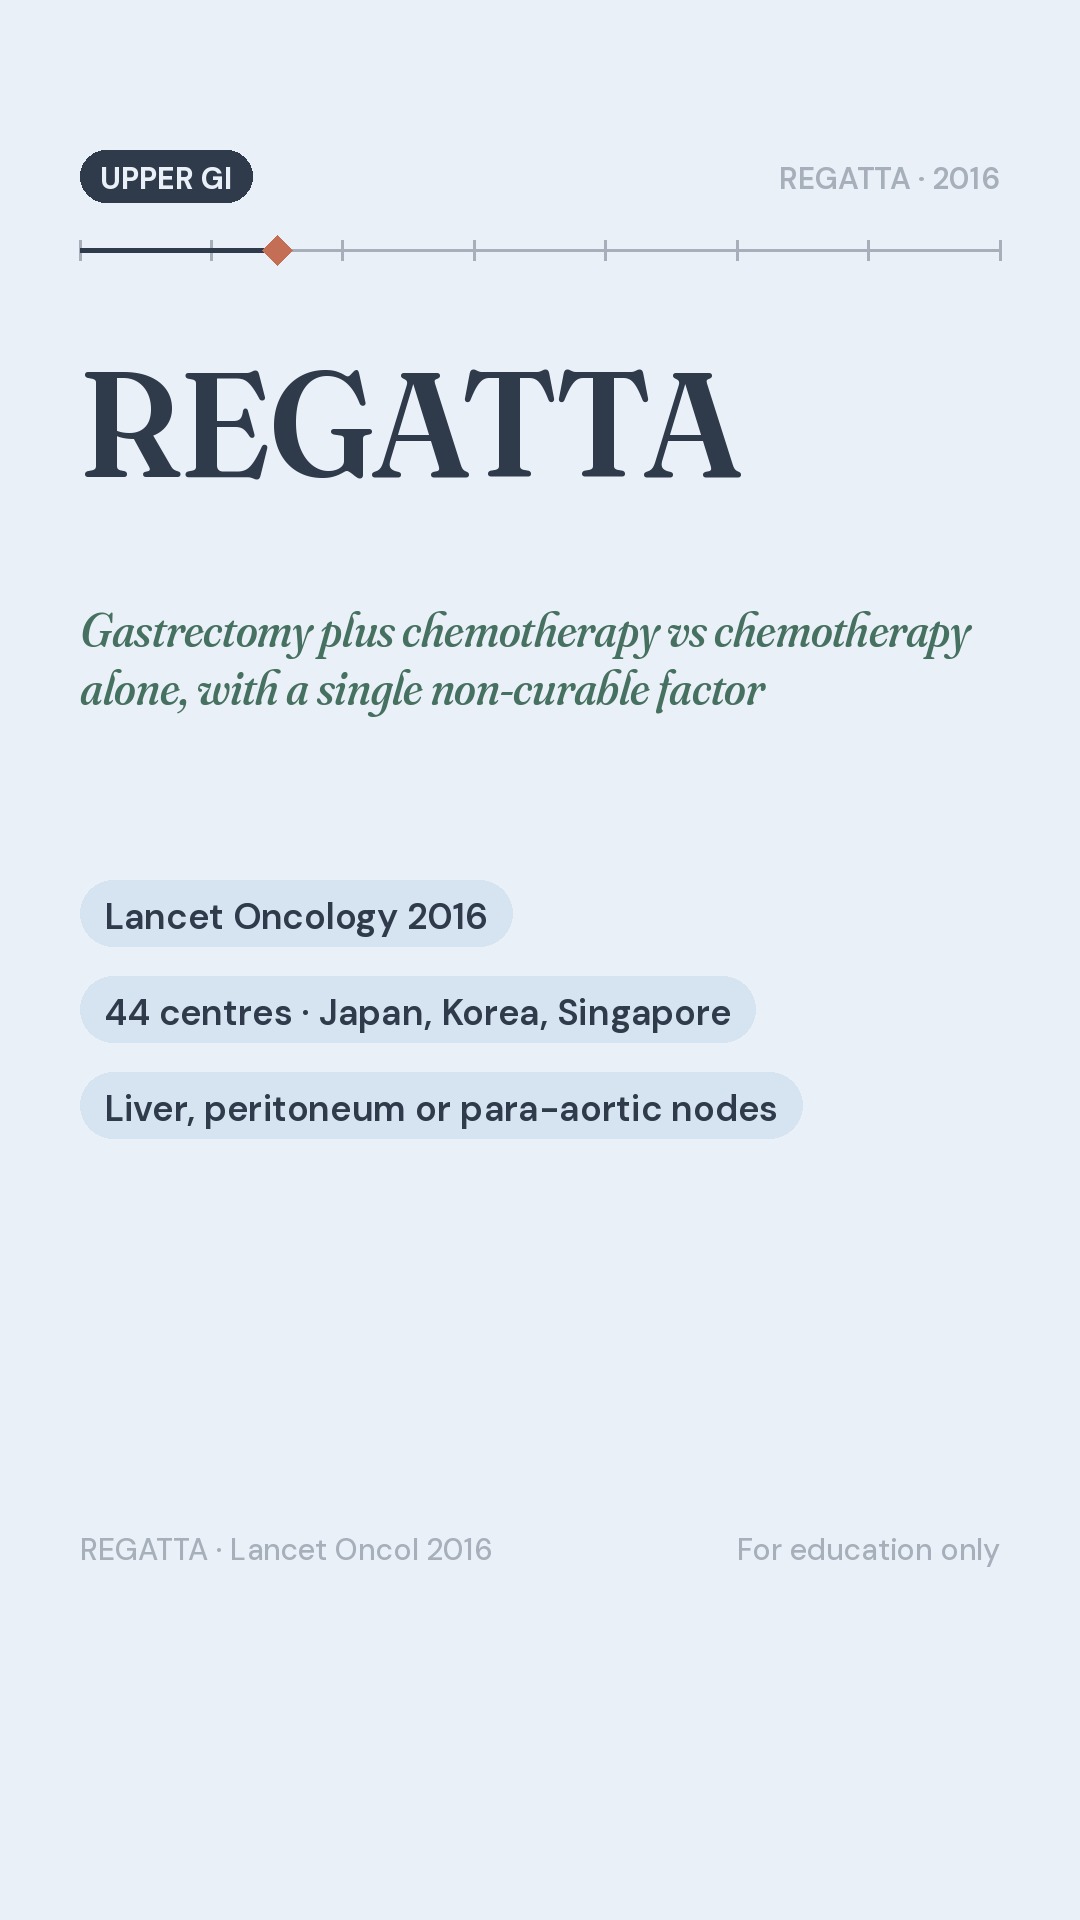 UPPER GI
REGATTA · 2016
REGATTA
Gastrectomy plus chemotherapy vs chemotherapy
alone, with a single non-curable factor
Lancet Oncology 2016
44 centres · Japan, Korea, Singapore
Liver, peritoneum or para-aortic nodes
REGATTA · Lancet Oncol 2016
For education only